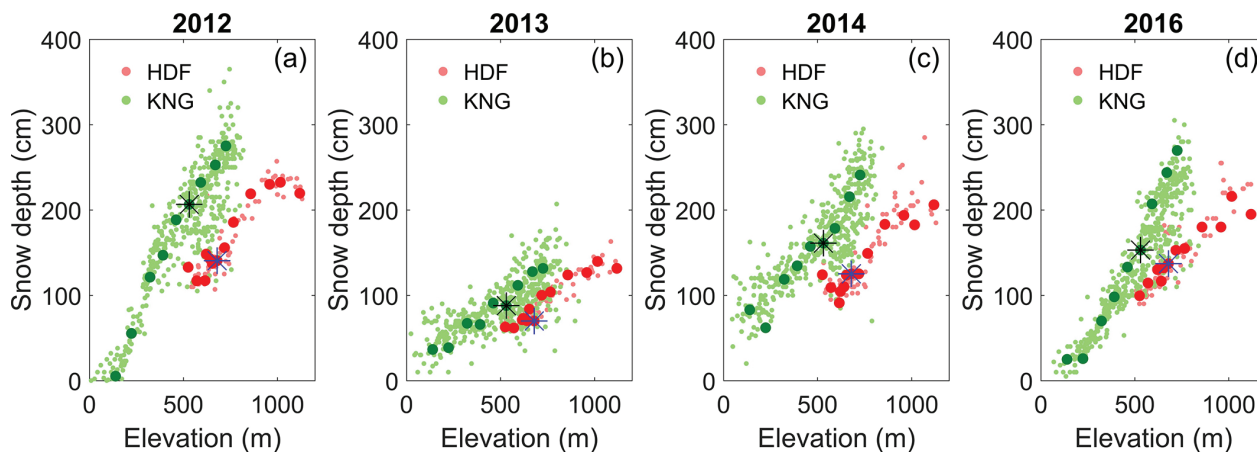 2012
400
300
200
100
0
0
500
1000
Snow depth (cm)
Elevation (m)
(a)
HDF
KNG
2013
400
300
200
100
0
0
500
1000
Snow depth (cm)
Elevation (m)
(b)
HDF
KNG
2014
400
300
200
100
0
0
500
1000
Snow depth (cm)
Elevation (m)
(c)
HDF
KNG
2016
400
300
200
100
0
0
500
1000
Snow depth (cm)
Elevation (m)
(d)
HDF
KNG